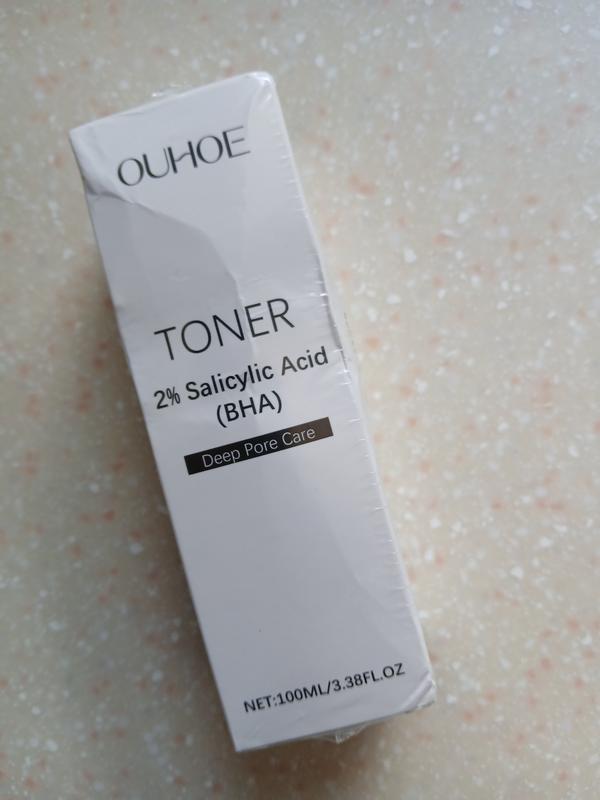 OUHOE
TONER
2% Salicylic Acid
(BHA)
Deep Pore Care
NET:100ML/3.38FL.OZ